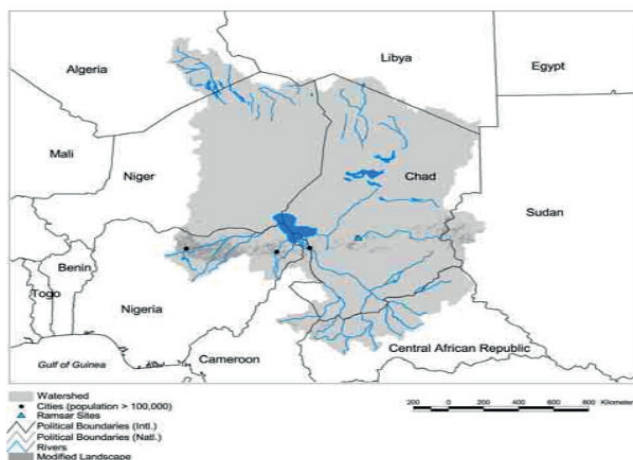 Algeria
Libya
Egypt
Mali
Niger
Chad
Sudan
Benin
Togo
Nigeria
Gulf of Guinea
Cameroon
Central African Republic
Watershed
Cities (population > 100,000)
Ramsar Sites
Political Boundaries (Intl.)
Political Boundaries (Natl.)
Rivers
Modified Landscape
200 0 200 400 600 800 Kilometer